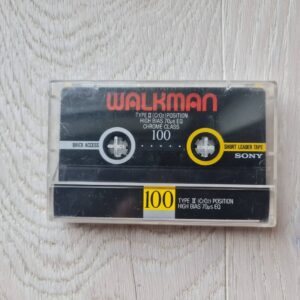 WALKMAN
TYPE II (CrO₂) POSITION
HIGH BIAS 70μs EQ
CHROME CLASS
100
QUICK ACCESS
SHORT LEADER TAPE
SONY
100
TYPE II (CrO₂) POSITION
HIGH BIAS 70μs EQ